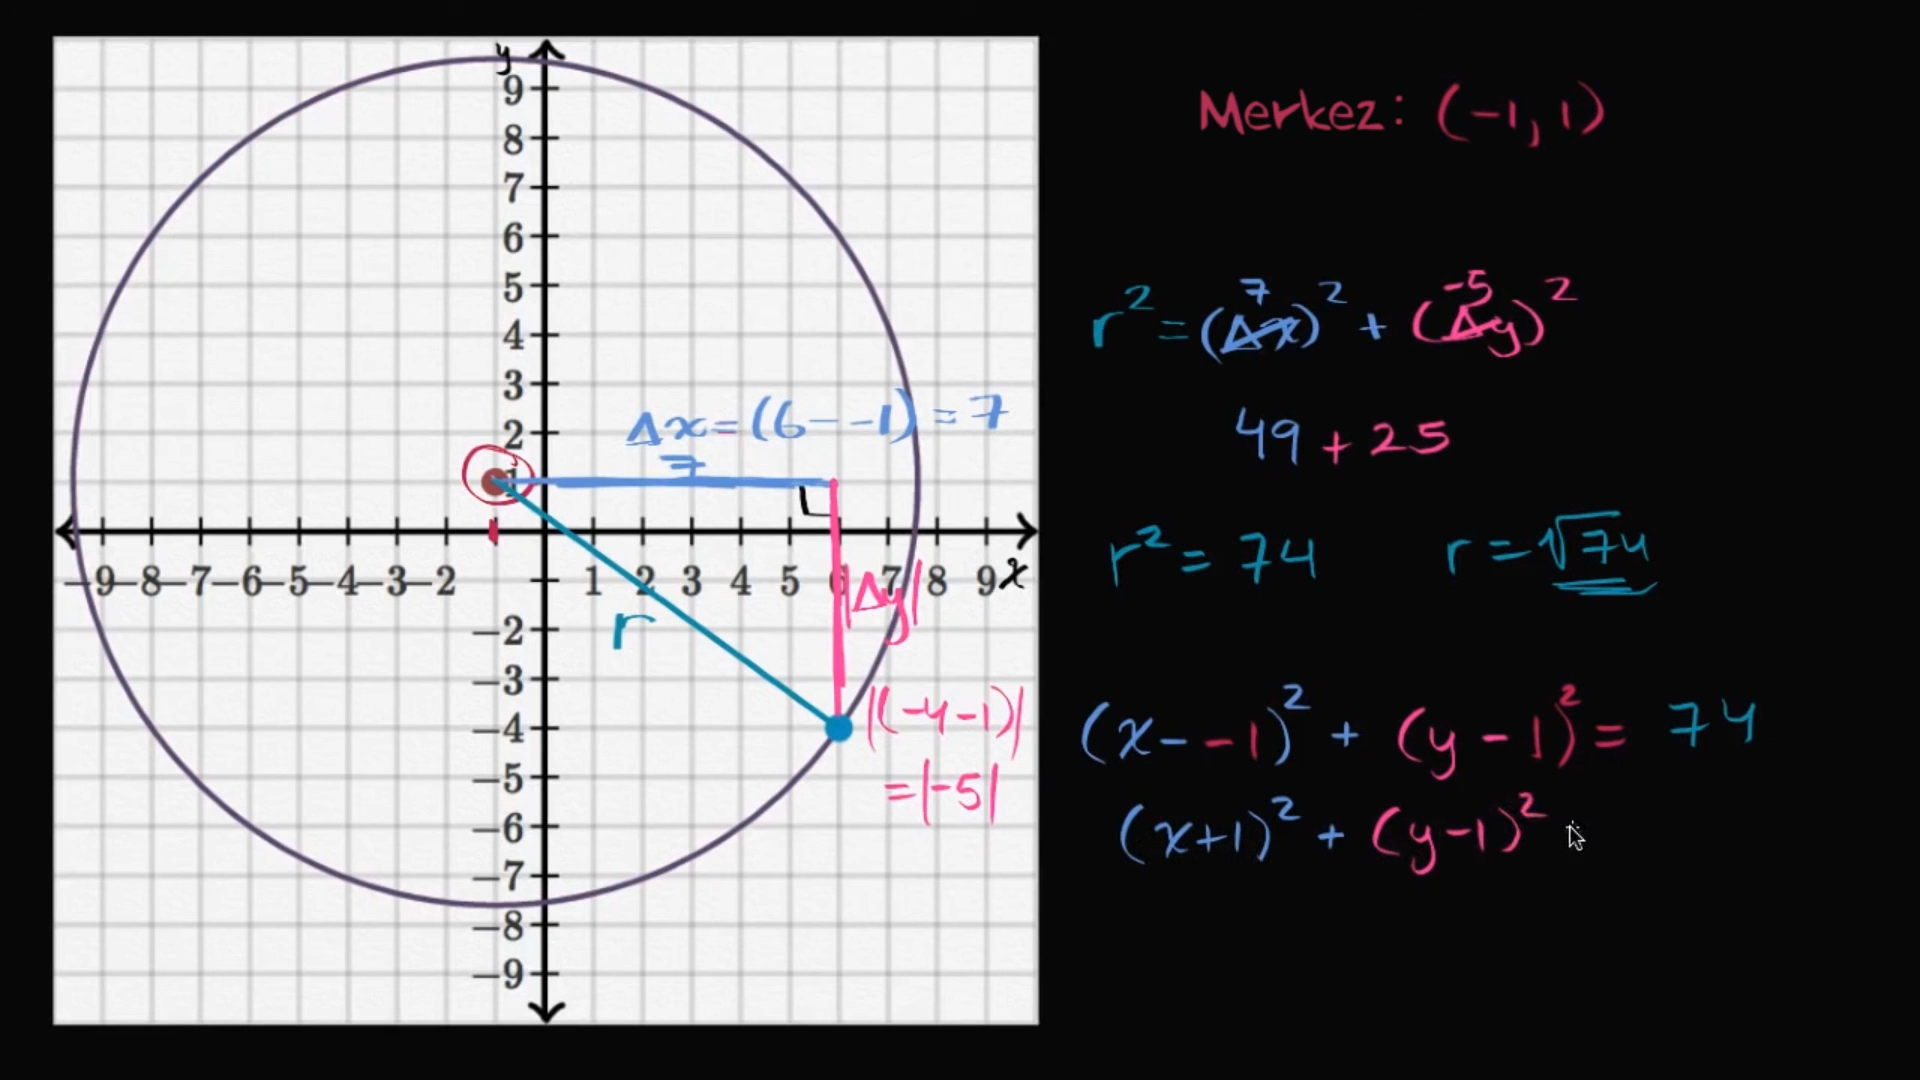 Merkez: (-1, 1)
r² = (Δx)² + (Δy)²
7
-5
49 + 25
r² = 74
r = √74
(x - -1)² + (y - 1)² = 74
(x+1)² + (y-1)²
y
9
8
7
6
5
4
3
2
1
Δx = (6 - -1) = 7
7
-9 -8 -7 -6 -5 -4 -3 -2 1 2 3 4 5 6 7 8 9 x
|Δy|
r
-2
-3
-4
-5
-6
-7
-8
-9
|(-4-1)|
= |-5|